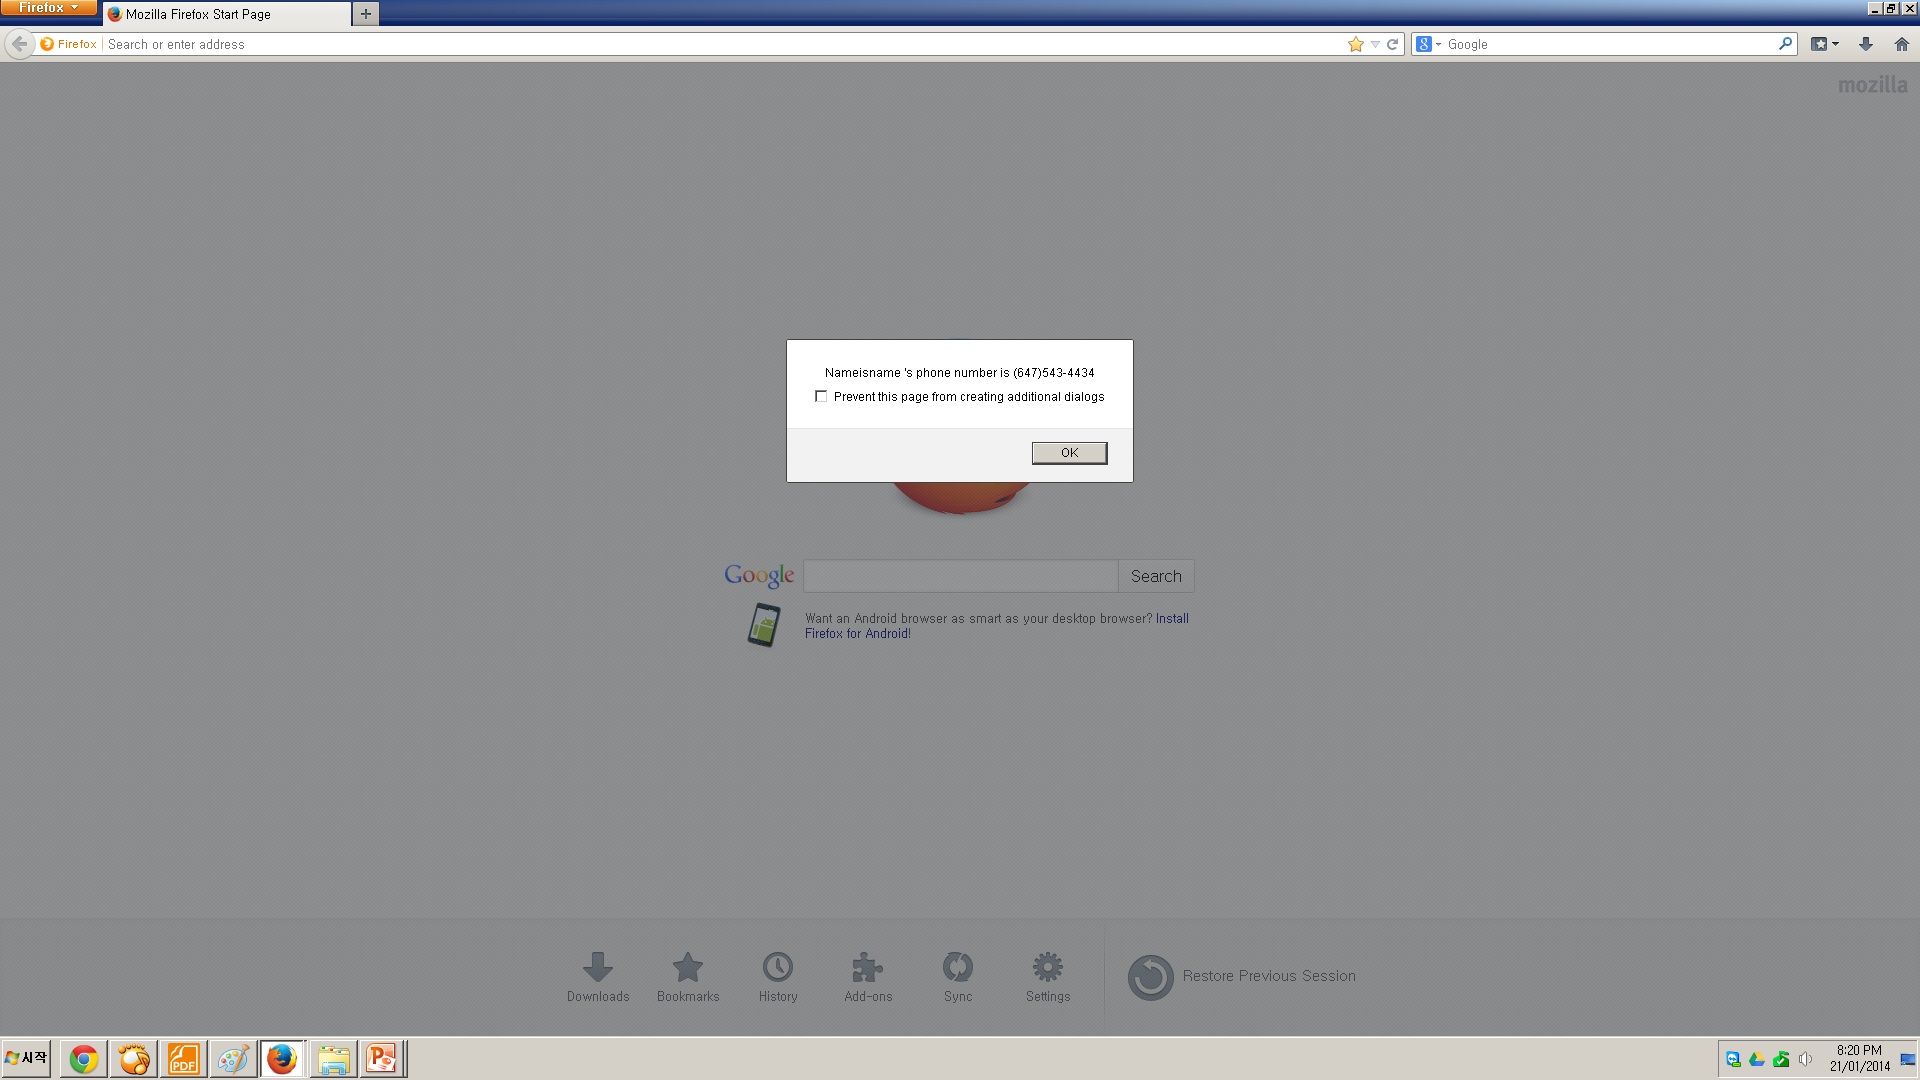 Firefox
Mozilla Firefox Start Page
Firefox
Search or enter address
8
Google
mozilla
Nameisname 's phone number is (647)543-4434
Prevent this page from creating additional dialogs
OK
Google
Search
Want an Android browser as smart as your desktop browser? Install
Firefox for Android!
Downloads
Bookmarks
History
Add-ons
Sync
Settings
Restore Previous Session
시작
PDF
P
8:20 PM
21/01/2014